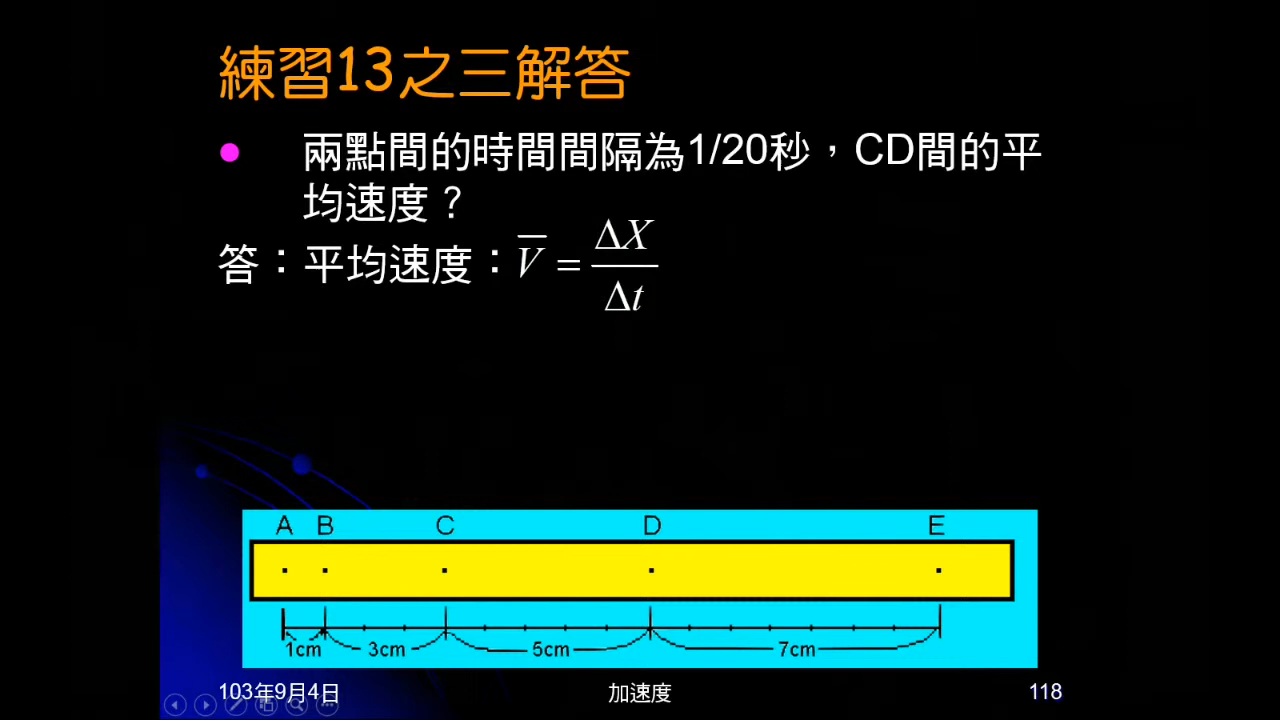 練習13之三解答
● 兩點間的時間間隔為1/20秒，CD間的平
均速度？
答：平均速度：V̅ = ΔX/Δt
A B C D E
1cm 3cm 5cm 7cm
103年9月4日 加速度 118